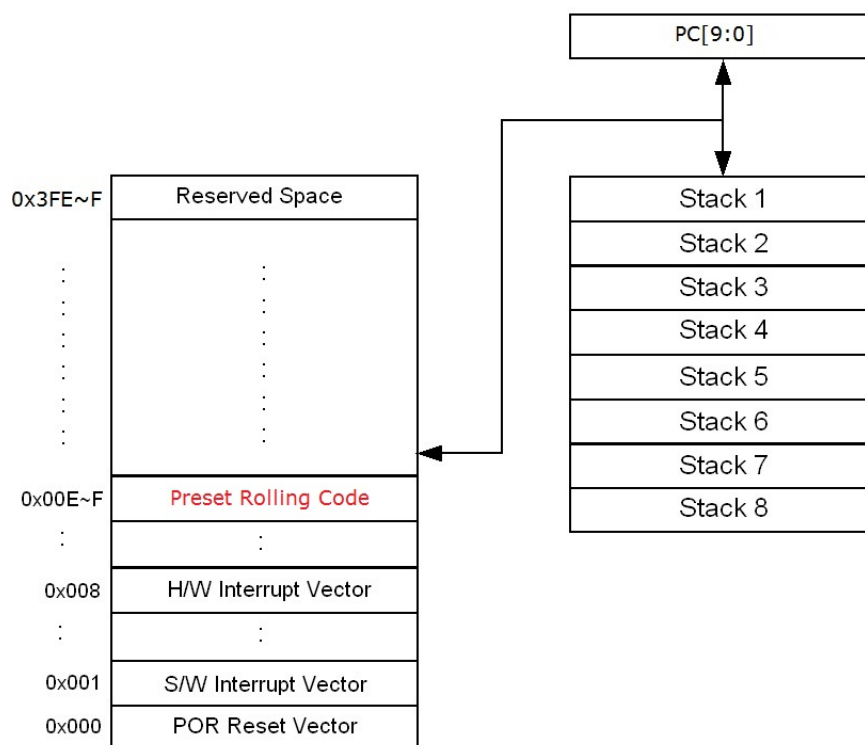 PC[9:0]
0x3FE~F Reserved Space
Stack 1
Stack 2
Stack 3
Stack 4
Stack 5
Stack 6
Stack 7
Stack 8
0x00E~F Preset Rolling Code
0x008 H/W Interrupt Vector
0x001 S/W Interrupt Vector
0x000 POR Reset Vector